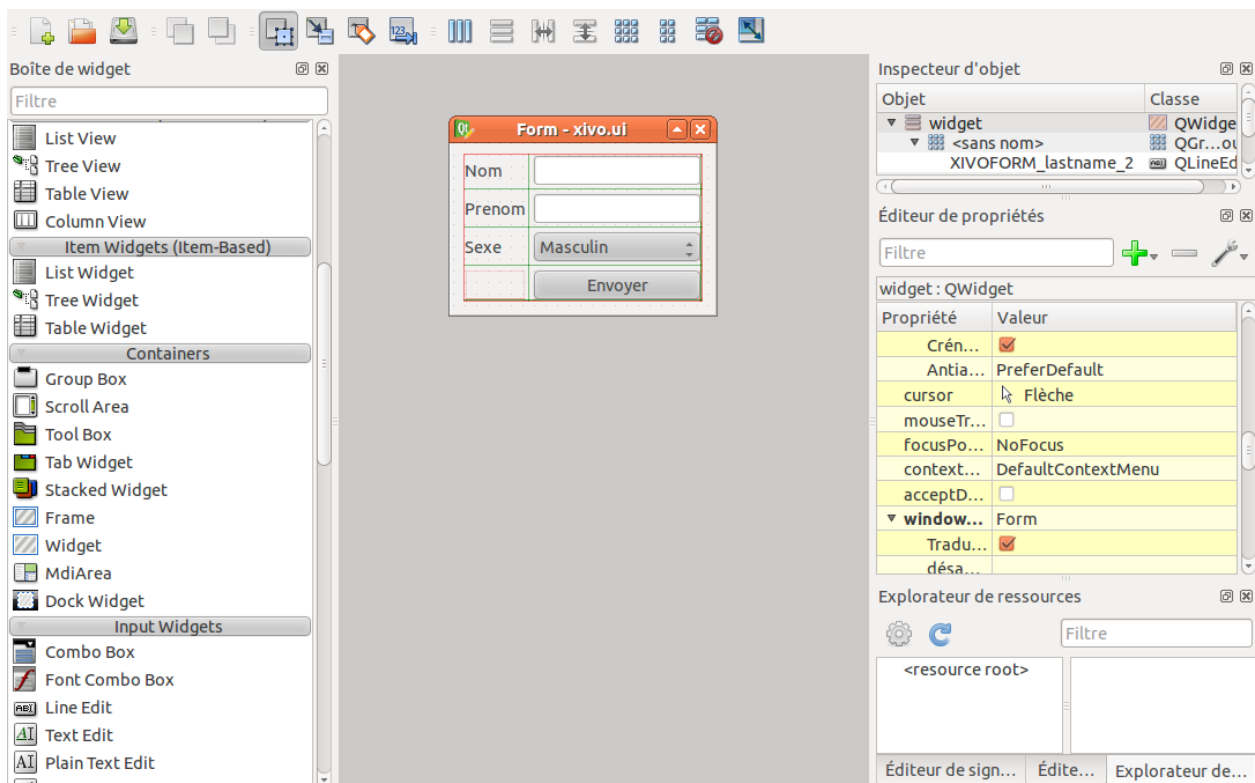 Boîte de widget
Filtre
List View
Tree View
Table View
Column View
Item Widgets (Item-Based)
List Widget
Tree Widget
Table Widget
Containers
Group Box
Scroll Area
Tool Box
Tab Widget
Stacked Widget
Frame
Widget
MdiArea
Dock Widget
Input Widgets
Combo Box
Font Combo Box
Line Edit
Text Edit
Plain Text Edit
Form - xivo.ui
Nom
Prenom
Sexe Masculin
Envoyer
Inspecteur d'objet
Objet Classe
widget QWidge
<sans nom> QGr...ou
XIVOFORM_lastname_2 QLineEd
Éditeur de propriétés
Filtre
widget : QWidget
Propriété Valeur
Crén...
Antia... PreferDefault
cursor Flèche
mouseTr...
focusPo... NoFocus
context... DefaultContextMenu
acceptD...
window... Form
Tradu...
désa...
Explorateur de ressources
Filtre
<resource root>
Éditeur de sign... Édite... Explorateur de...